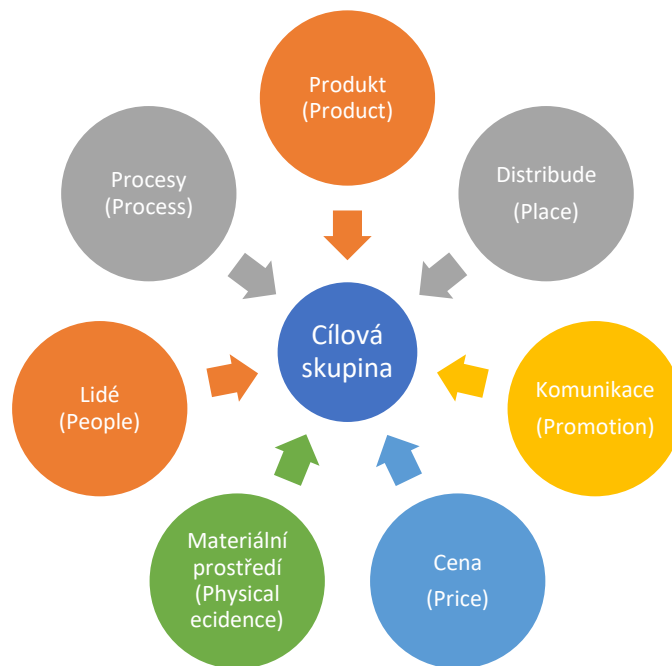 Produkt
(Product)
Distribude
(Place)
Komunikace
(Promotion)
Cena
(Price)
Materiální
prostředí
(Physical
ecidence)
Lidé
(People)
Procesy
(Process)
Cílová
skupina